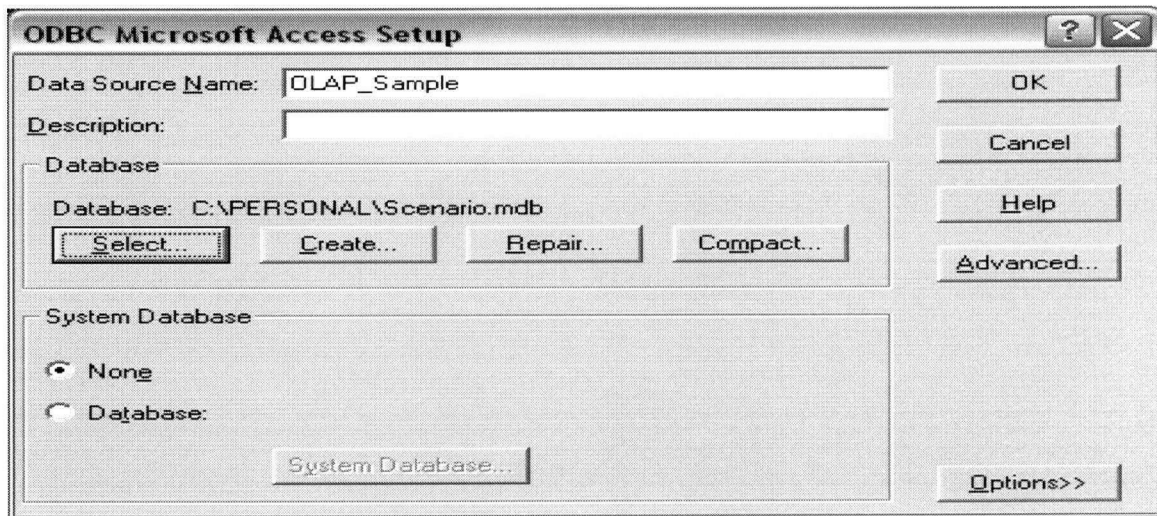 ODBC Microsoft Access Setup
Data Source Name: OLAP_Sample
OK
Description:
Cancel
Database
Database: C:\PERSONAL\Scenario.mdb
Help
Select... Create... Repair... Compact...
Advanced...
System Database
None
Database:
System Database...
Options>>